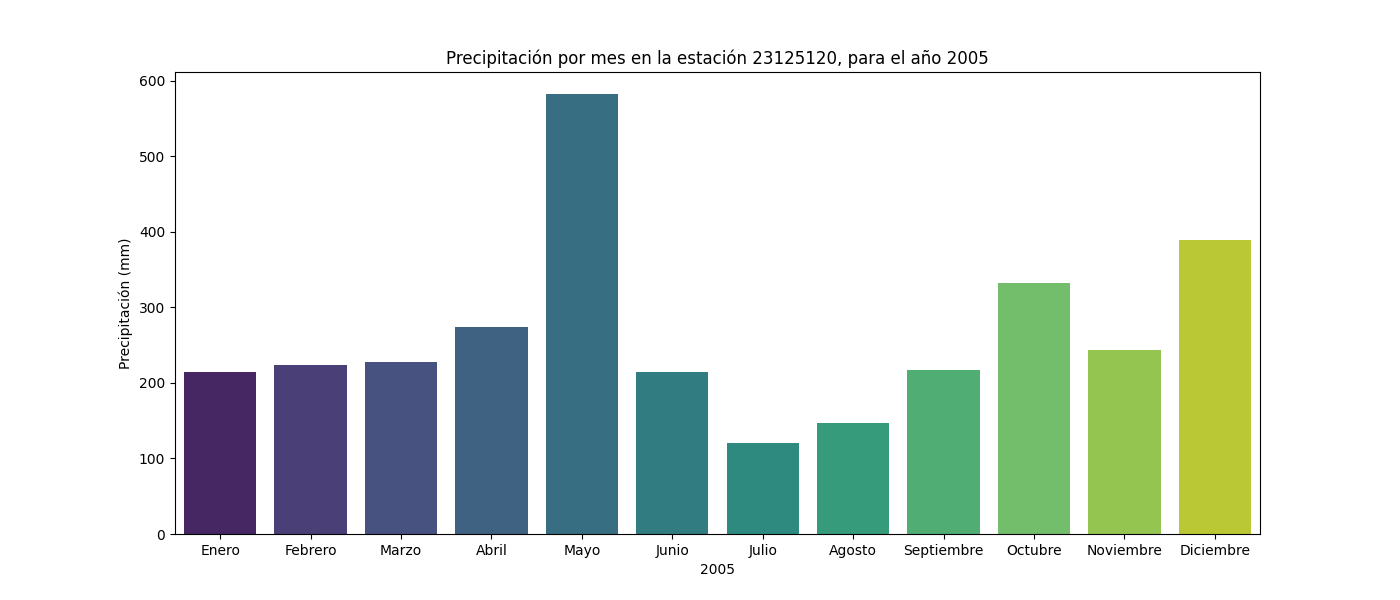 Precipitación por mes en la estación 23125120, para el año 2005
600
500
400
300
200
100
0
Precipitación (mm)
Enero Febrero Marzo Abril Mayo Junio Julio Agosto Septiembre Octubre Noviembre Diciembre
2005